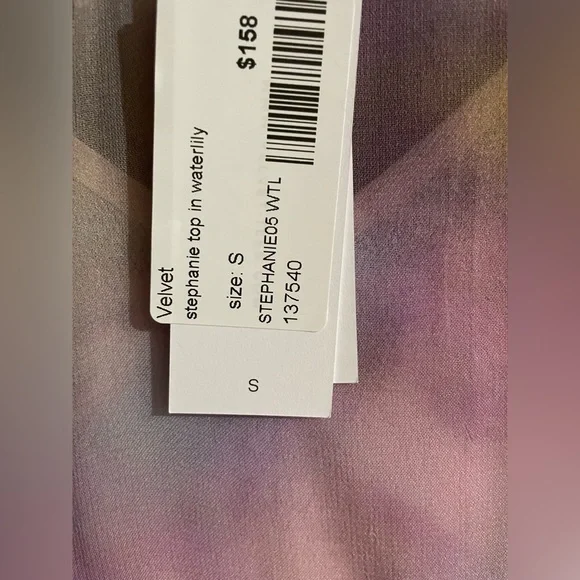 Velvet
stephanie top in waterlily
size: S
$158
STEPHANIE05 WTL
137540
S